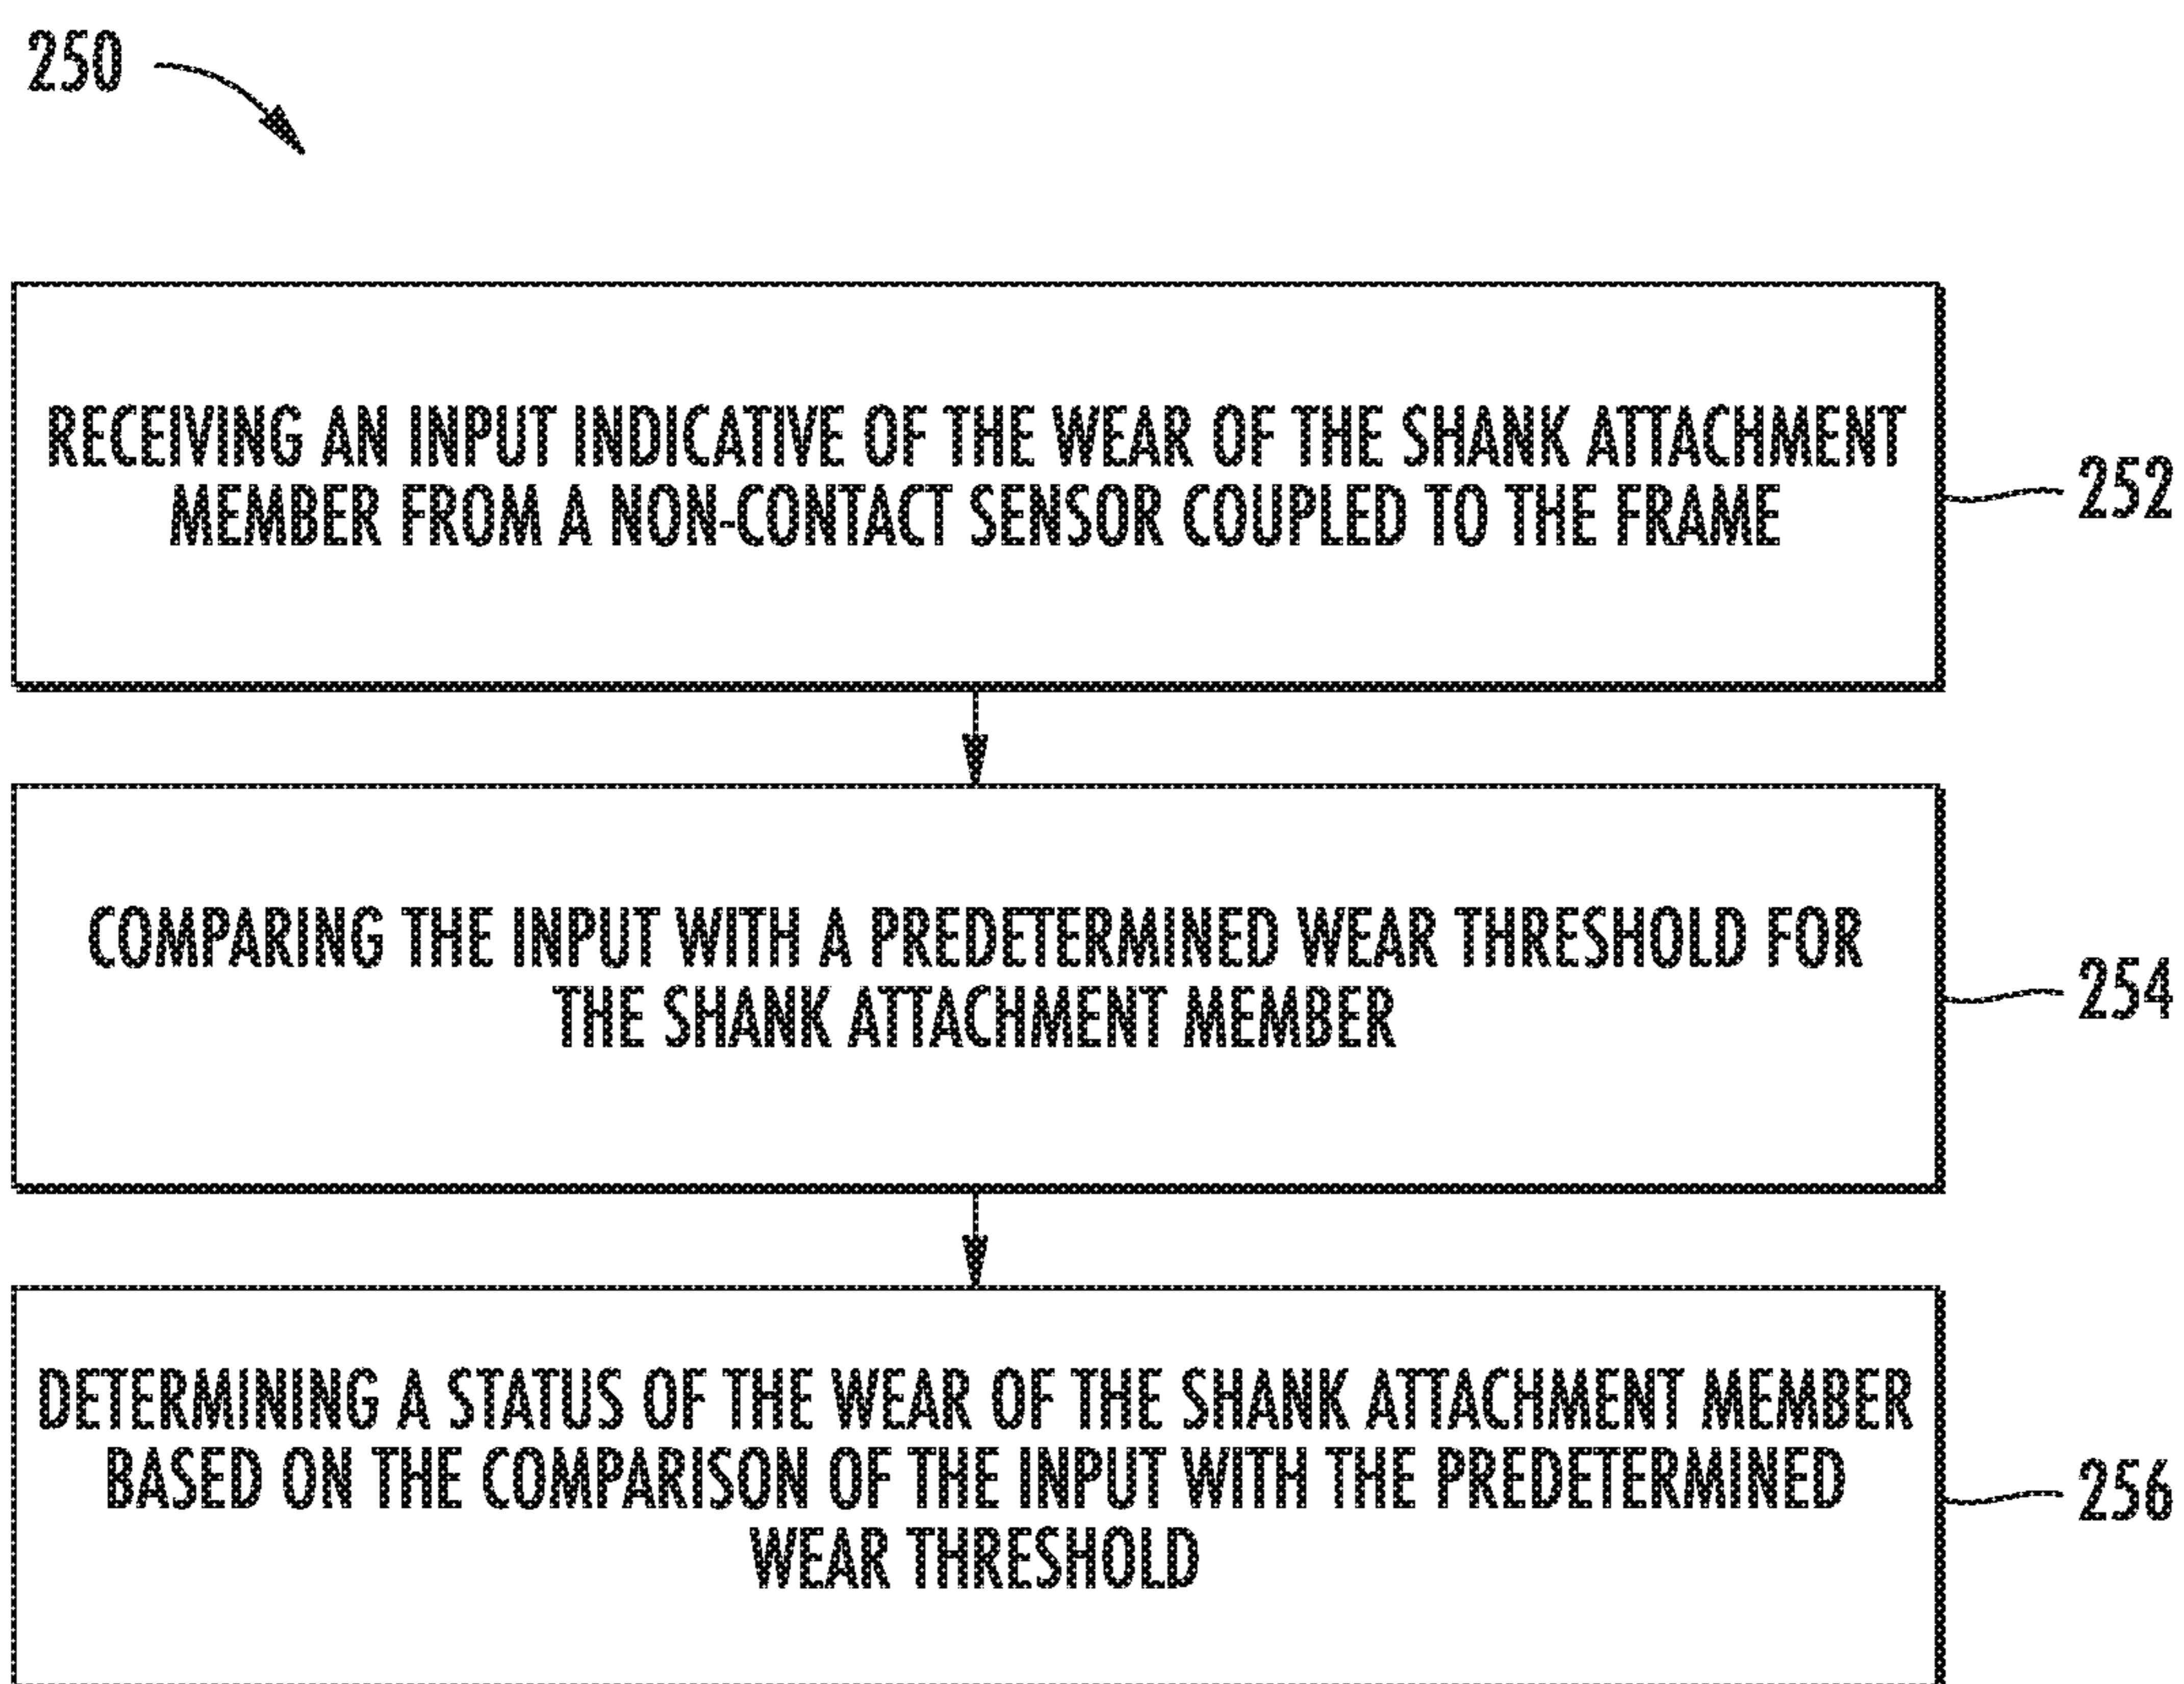 250
RECEIVING AN INPUT INDICATIVE OF THE WEAR OF THE SHANK ATTACHMENT
MEMBER FROM A NON-CONTACT SENSOR COUPLED TO THE FRAME
252
COMPARING THE INPUT WITH A PREDETERMINED WEAR THRESHOLD FOR
THE SHANK ATTACHMENT MEMBER
254
DETERMINING A STATUS OF THE WEAR OF THE SHANK ATTACHMENT MEMBER
BASED ON THE COMPARISON OF THE INPUT WITH THE PREDETERMINED
WEAR THRESHOLD
256